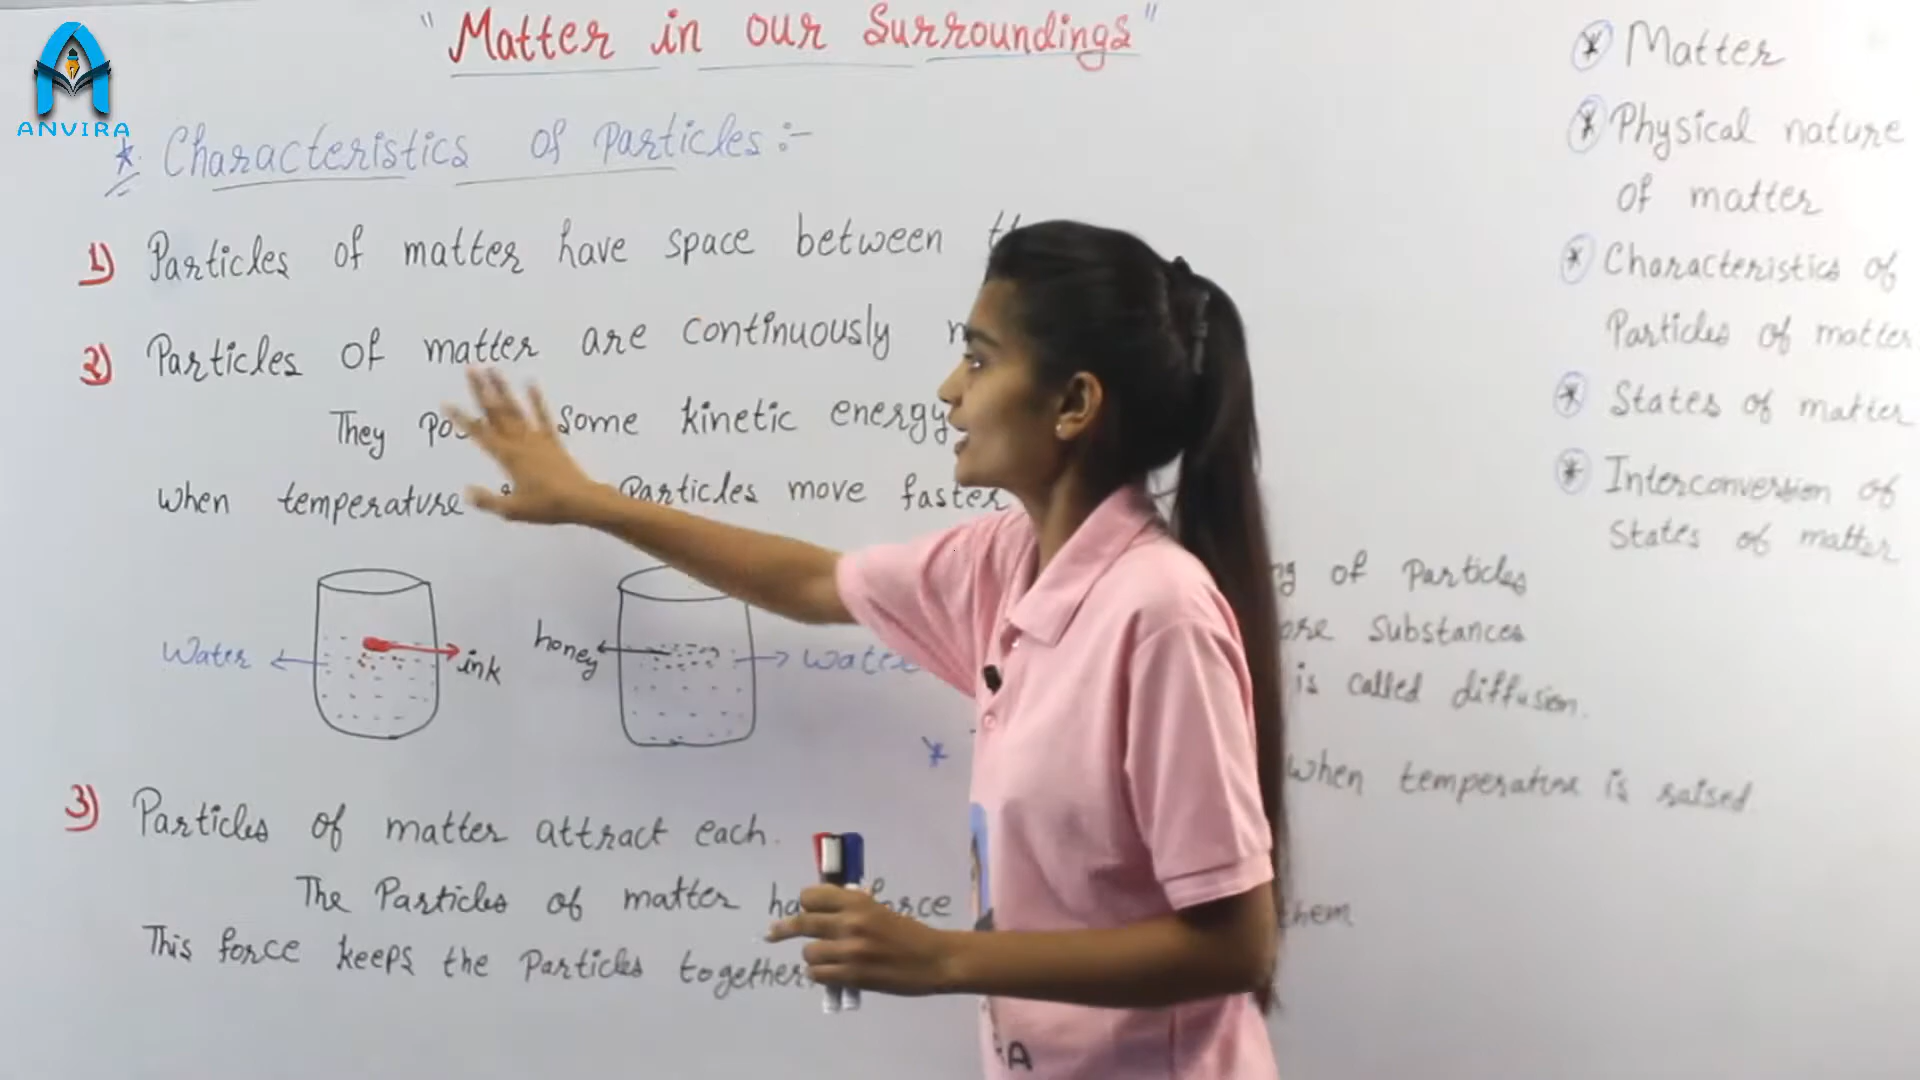 ANVIRA
"Matter in our Surroundings"
* Characteristics of Particles :-
1) Particles of matter have space between
2) Particles of matter are continuously
They some kinetic energy
when temperature Particles move faster
Water
ink
honey
water
of Particles
Substances
is called diffusion.
*
when temperature is raised
3) Particles of matter attract each.
The Particles of matter force
them
This force keeps the Particles together
* Matter
* Physical nature
of matter
* Characteristics of
Particles of matter
* States of matter
* Interconversion of
States of matter
A